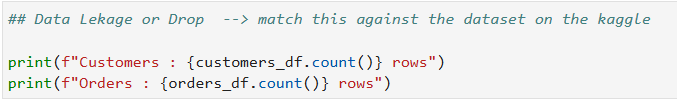 ## Data Lekage or Drop  --> match this against the dataset on the kaggle
print(f"Customers : {customers_df.count()} rows")
print(f"Orders : {orders_df.count()} rows")